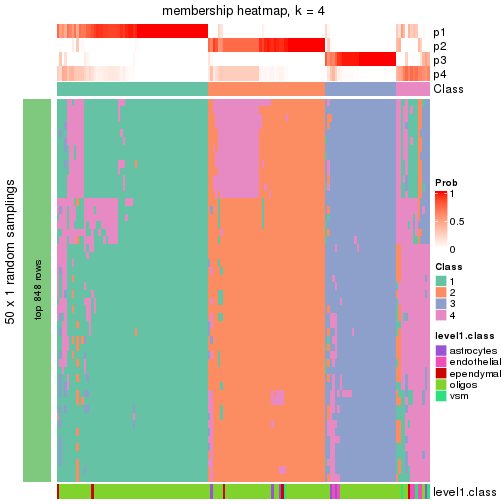 membership heatmap, k = 4
p1
p2
p3
p4
Class
50 x 1 random samplings
top 848 rows
Prob
1
0.5
0
Class
1
2
3
4
level1.class
astrocytes
endothelial
ependymal
oligos
vsm
level1.class